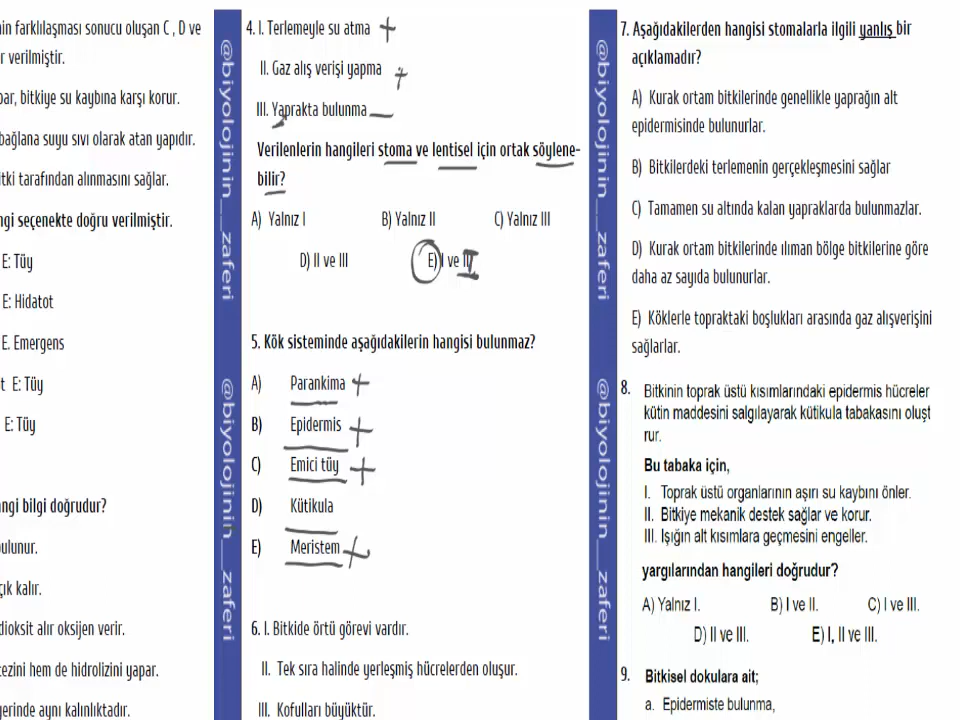 in farklılaşması sonucu oluşan C , D ve
r verilmiştir.
par, bitkiye su kaybına karşı korur.
bağlana suyu sıvı olarak atan yapıdır.
itki tarafından alınmasını sağlar.
ngi seçenekte doğru verilmiştir.
E: Tüy
E: Hidatot
E. Emergens
t E: Tüy
E: Tüy
angi bilgi doğrudur?
bulunur.
çık kalır.
dioksit alır oksijen verir.
tezini hem de hidrolizini yapar.
yerinde aynı kalınlıktadır.
@biyolojinin__zaferi
@biyolojinin__zaferi
4. I. Terlemeyle su atma +
II. Gaz alış verişi yapma +
III. Yaprakta bulunma —
Verilenlerin hangileri stoma ve lentisel için ortak söylene-
bilir?
A) Yalnız I B) Yalnız II C) Yalnız III
D) II ve III E) I ve II
5. Kök sisteminde aşağıdakilerin hangisi bulunmaz?
A) Parankima +
B) Epidermis +
C) Emici tüy +
D) Kütikula
E) Meristem +
6. I. Bitkide örtü görevi vardır.
II. Tek sıra halinde yerleşmiş hücrelerden oluşur.
III. Kofulları büyüktür.
@biyolojinin__zaferi
@biyolojinin__zaferi
7. Aşağıdakilerden hangisi stomalarla ilgili yanlış bir
açıklamadır?
A) Kurak ortam bitkilerinde genellikle yaprağın alt
epidermisinde bulunurlar.
B) Bitkilerdeki terlemenin gerçekleşmesini sağlar
C) Tamamen su altında kalan yapraklarda bulunmazlar.
D) Kurak ortam bitkilerinde ılıman bölge bitkilerine göre
daha az sayıda bulunurlar.
E) Köklerle topraktaki boşlukları arasında gaz alışverişini
sağlarlar.
8. Bitkinin toprak üstü kısımlarındaki epidermis hücreler
kütin maddesini salgılayarak kütikula tabakasını oluşt
rur.
Bu tabaka için,
I. Toprak üstü organlarının aşırı su kaybını önler.
II. Bitkiye mekanik destek sağlar ve korur.
III. Işığın alt kısımlara geçmesini engeller.
yargılarından hangileri doğrudur?
A) Yalnız I. B) I ve II. C) I ve III.
D) II ve III. E) I, II ve III.
9. Bitkisel dokulara ait;
a. Epidermiste bulunma,